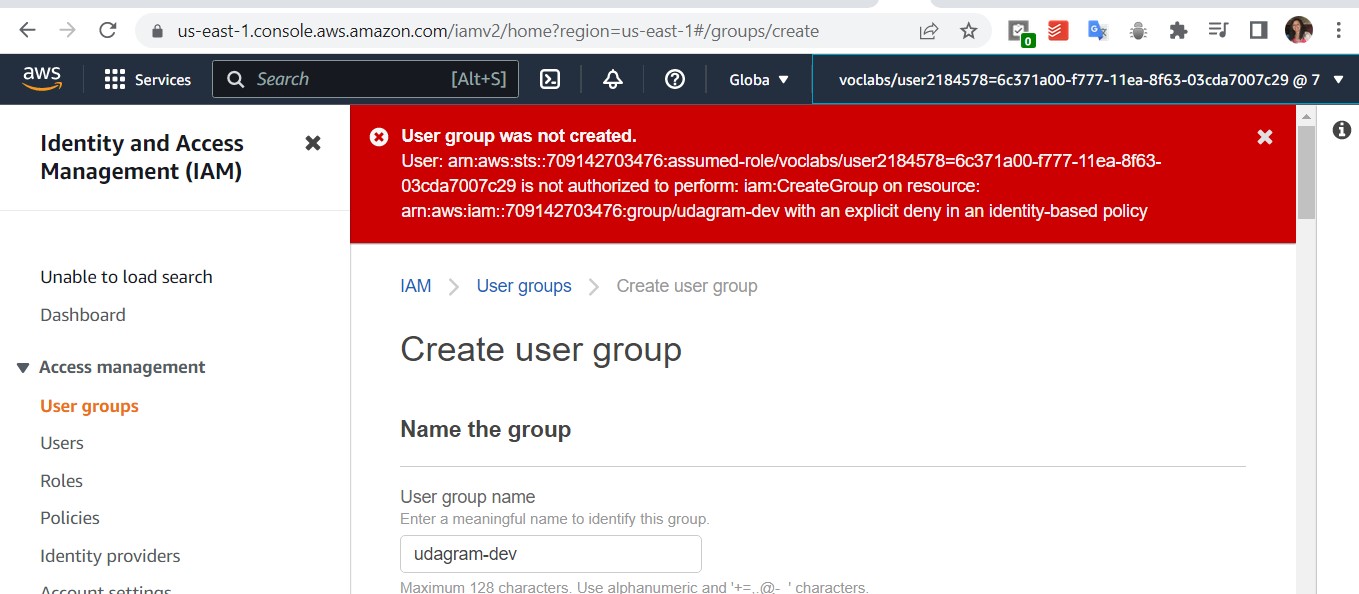 us-east-1.console.aws.amazon.com/iamv2/home?region=us-east-1#/groups/create
0
aws
Services
Search
[Alt+S]
Globa
voclabs/user2184578=6c371a00-f777-11ea-8f63-03cda7007c29 @ 7
Identity and Access
Management (IAM)
Unable to load search
Dashboard
Access management
User groups
Users
Roles
Policies
Identity providers
Account settings
User group was not created.
User: arn:aws:sts::709142703476:assumed-role/voclabs/user2184578=6c371a00-f777-11ea-8f63-
03cda7007c29 is not authorized to perform: iam:CreateGroup on resource:
arn:aws:iam::709142703476:group/udagram-dev with an explicit deny in an identity-based policy
IAM
User groups
Create user group
Create user group
Name the group
User group name
Enter a meaningful name to identify this group.
udagram-dev
Maximum 128 characters. Use alphanumeric and '+=,.@-_' characters.